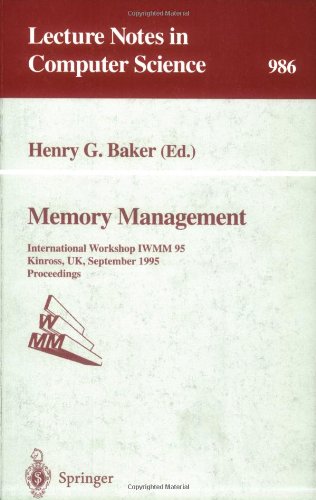 Lecture Notes in
Computer Science 986
Henry G. Baker (Ed.)
Memory Management
International Workshop IWMM 95
Kinross, UK, September 1995
Proceedings
I
W
MM
Springer